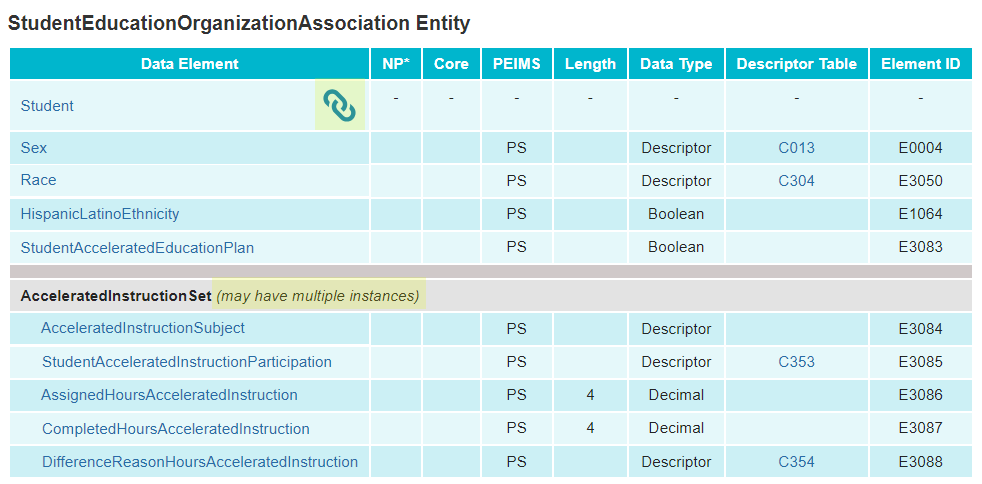 StudentEducationOrganizationAssociation Entity
Data Element NP* Core PEIMS Length Data Type Descriptor Table Element ID
Student - - - - - - -
Sex PS Descriptor C013 E0004
Race PS Descriptor C304 E3050
HispanicLatinoEthnicity PS Boolean E1064
StudentAcceleratedEducationPlan PS Boolean E3083
AcceleratedInstructionSet (may have multiple instances)
AcceleratedInstructionSubject PS Descriptor E3084
StudentAcceleratedInstructionParticipation PS Descriptor C353 E3085
AssignedHoursAcceleratedInstruction PS 4 Decimal E3086
CompletedHoursAcceleratedInstruction PS 4 Decimal E3087
DifferenceReasonHoursAcceleratedInstruction PS Descriptor C354 E3088